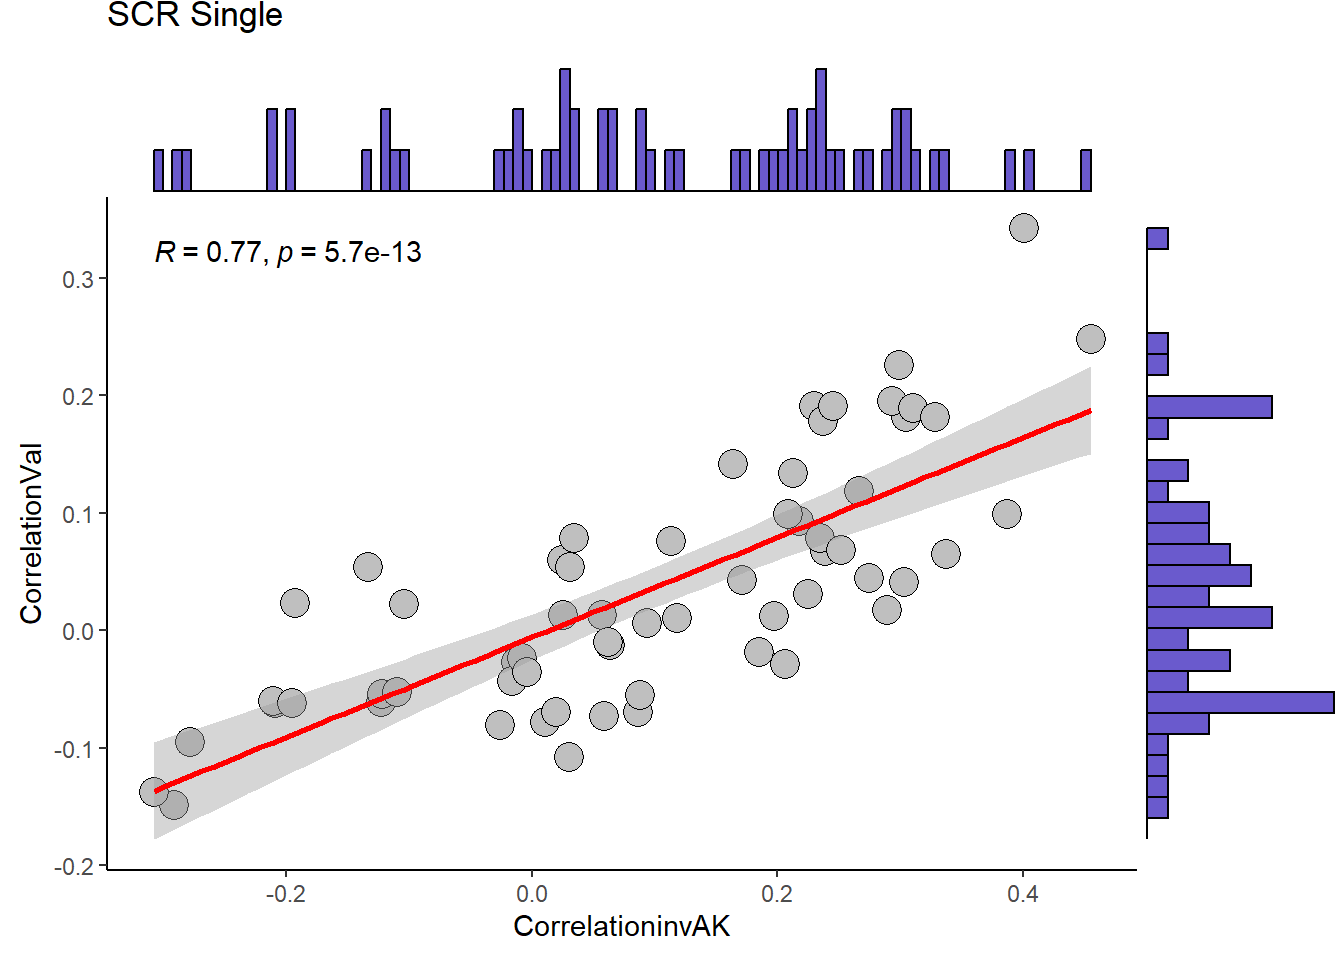 SCR Single
R = 0.77, p = 5.7e-13
0.3
0.2
0.1
0.0
-0.1
-0.2
CorrelationVal
-0.2 0.0 0.2 0.4
CorrelationinvAK